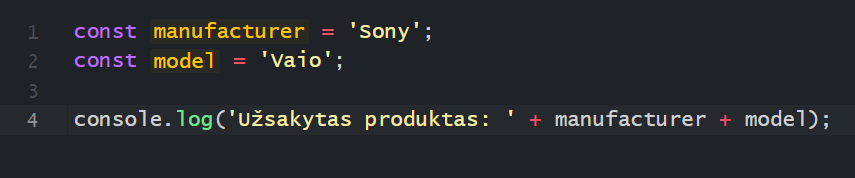 1 const manufacturer = 'Sony';
2 const model = 'Vaio';
3
4 console.log('Užsakytas produktas: ' + manufacturer + model);